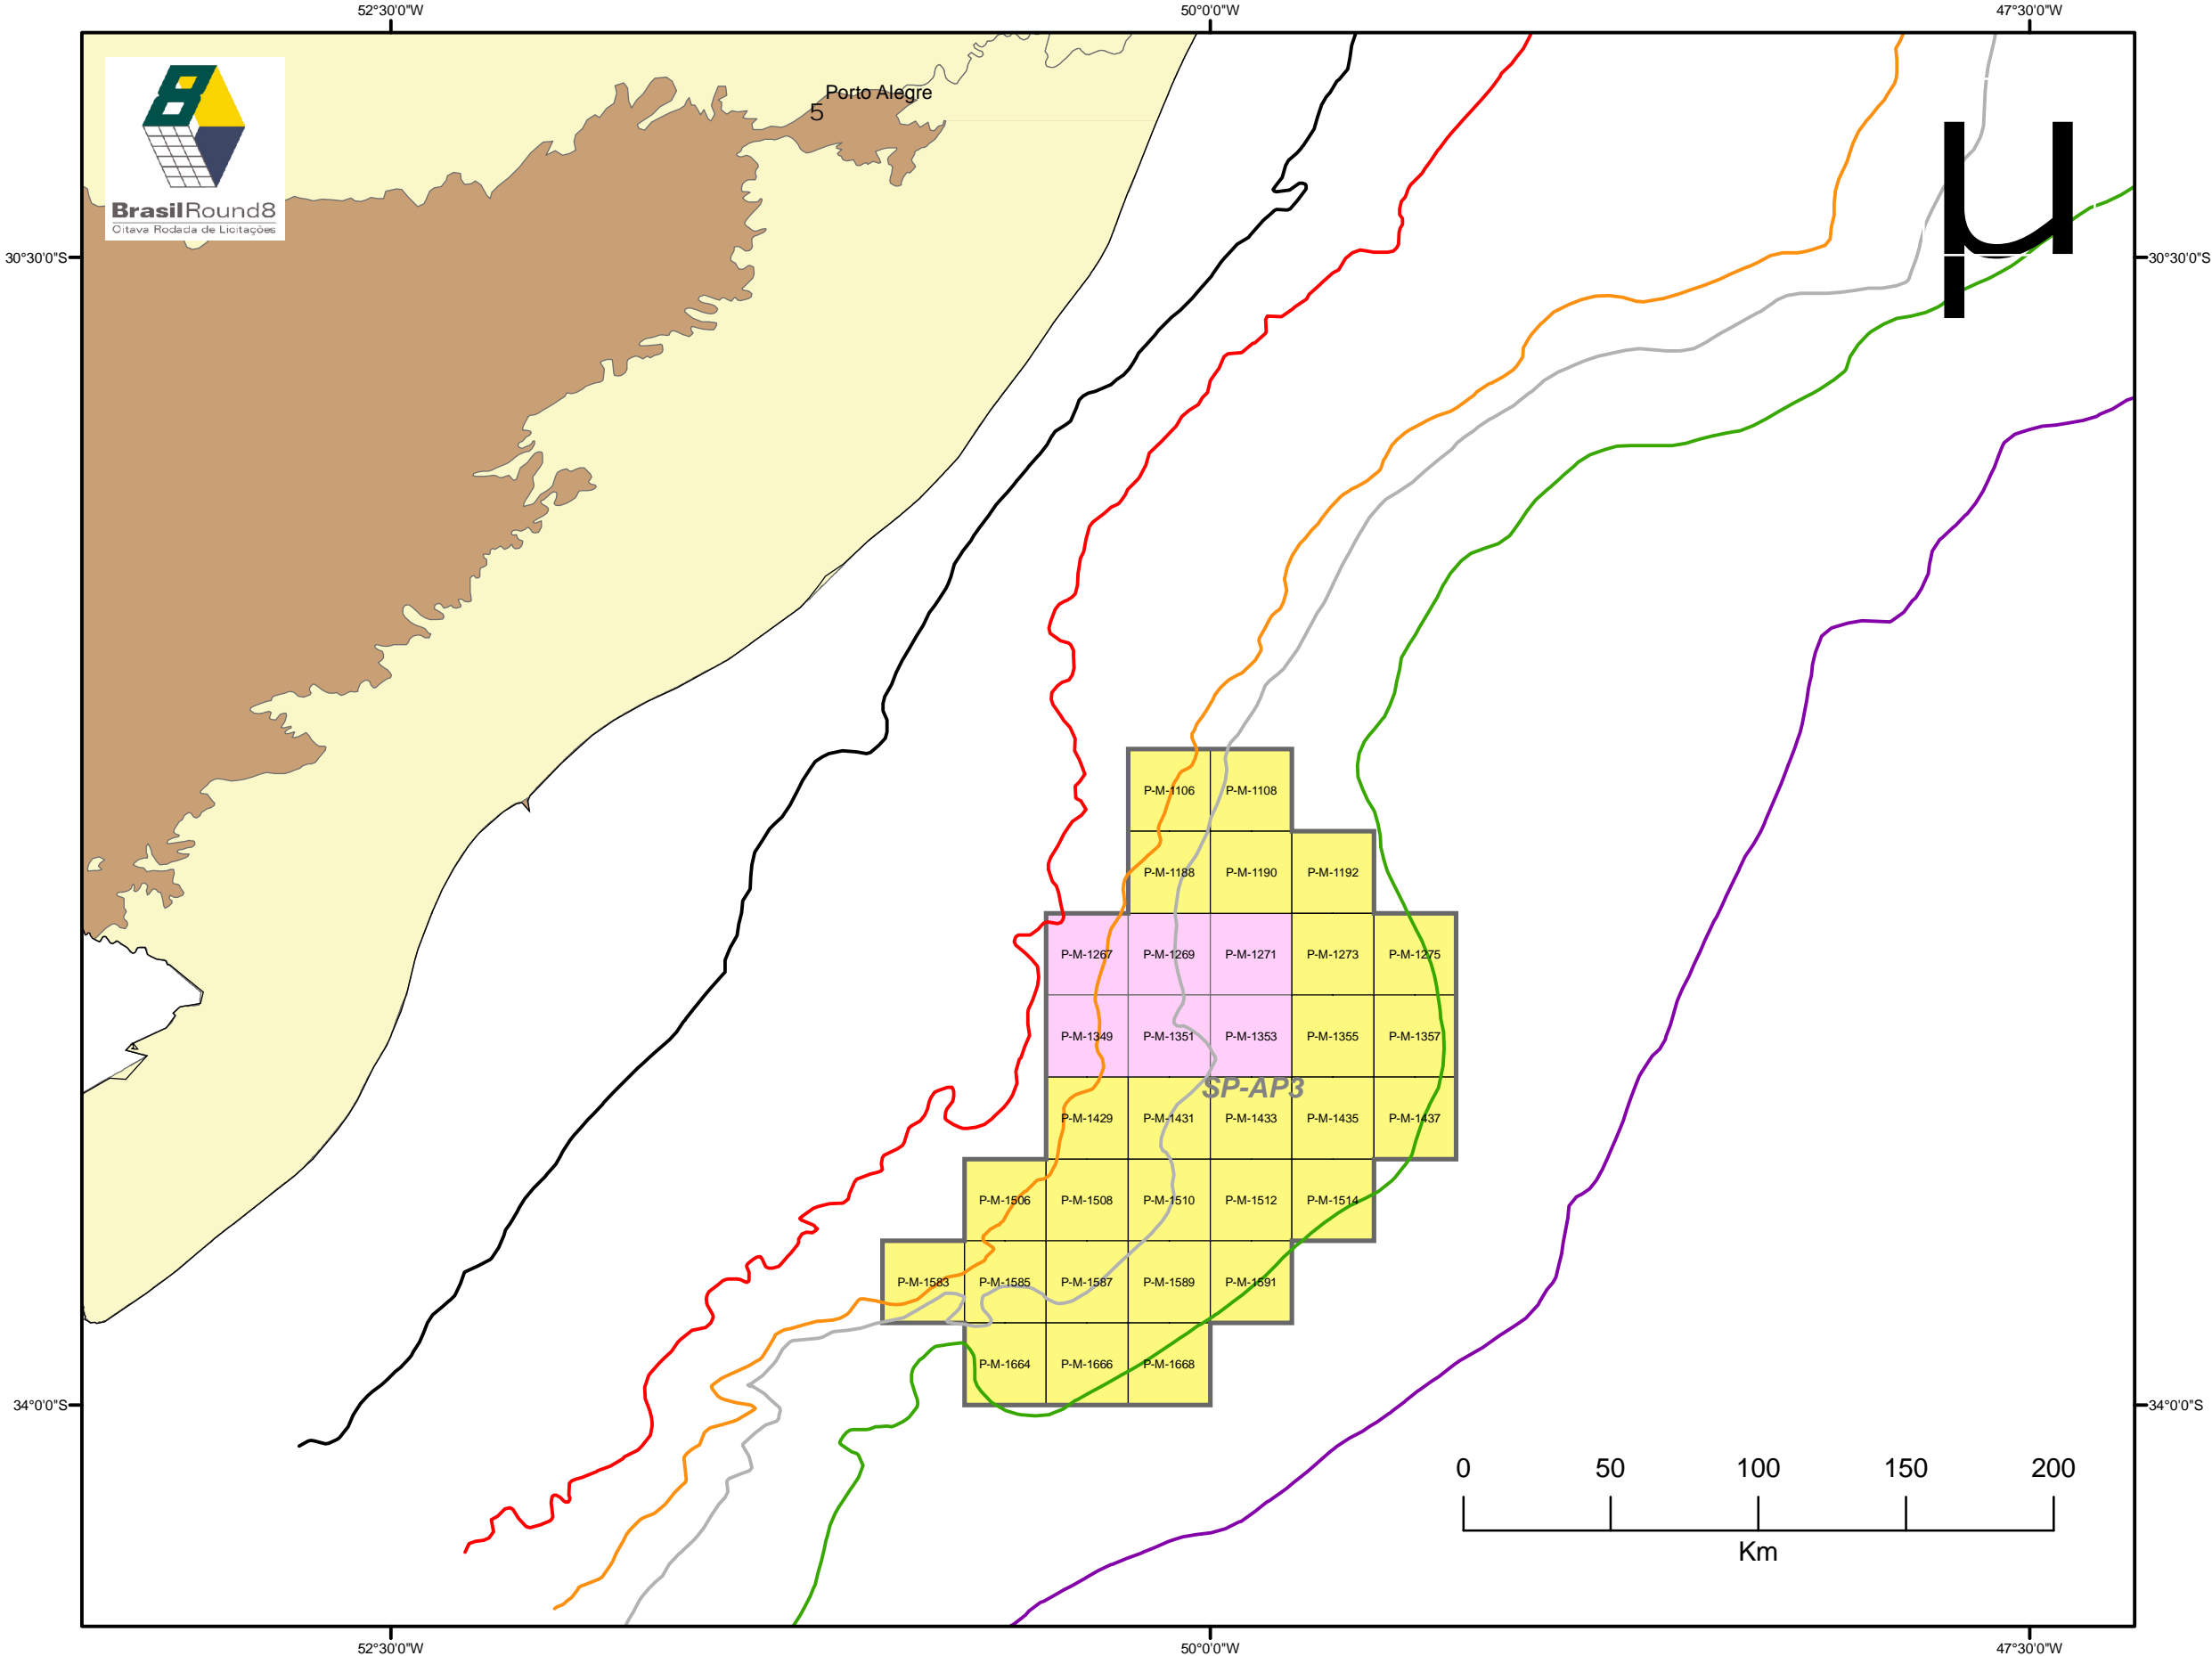 52°30'0"W
50°0'0"W
47°30'0"W
Porto Alegre
5
8
BrasilRound8
Oitava Rodada de Licitações
µ
30°30'0"S
30°30'0"S
P-M-1106
P-M-1108
P-M-1188
P-M-1190
P-M-1192
P-M-1267
P-M-1269
P-M-1271
P-M-1273
P-M-1275
P-M-1349
P-M-1351
P-M-1353
P-M-1355
P-M-1357
SP-AP3
P-M-1429
P-M-1431
P-M-1433
P-M-1435
P-M-1437
P-M-1506
P-M-1508
P-M-1510
P-M-1512
P-M-1514
P-M-1583
P-M-1585
P-M-1587
P-M-1589
P-M-1591
P-M-1664
P-M-1666
P-M-1668
34°0'0"S
34°0'0"S
0 50 100 150 200
Km
52°30'0"W
50°0'0"W
47°30'0"W